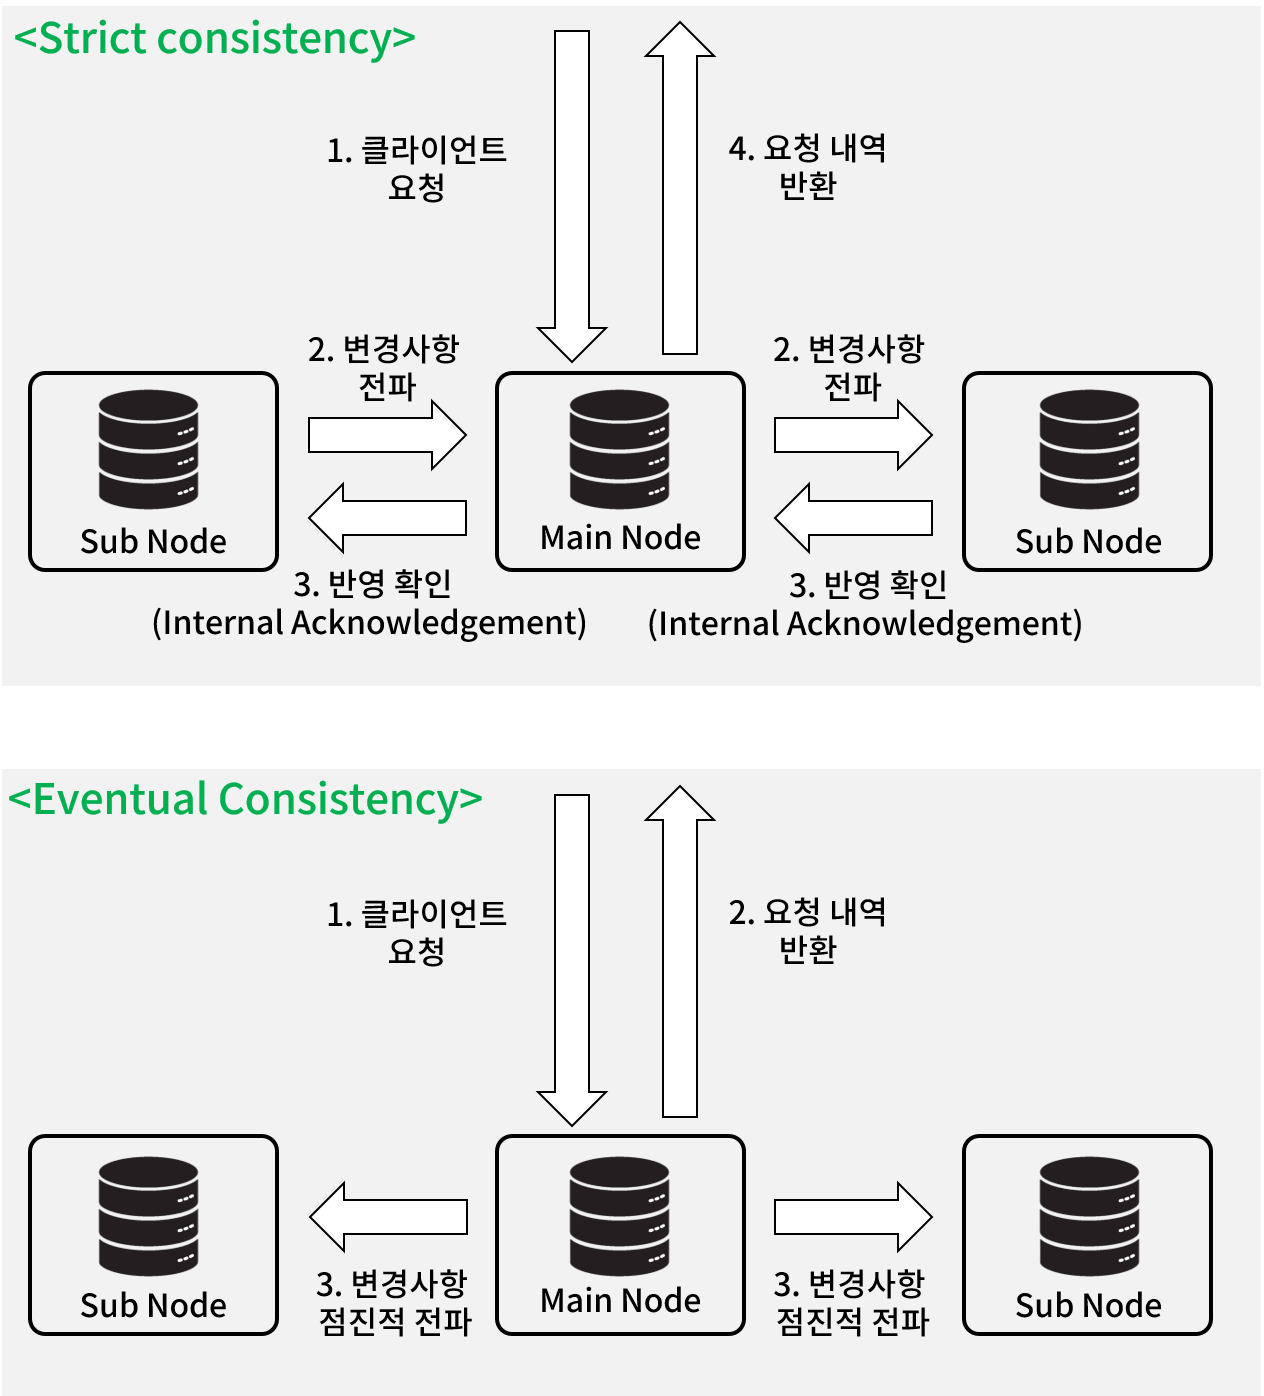 <Strict consistency>
1. 클라이언트
요청
4. 요청 내역
반환
2. 변경사항
전파
2. 변경사항
전파
Sub Node
Main Node
Sub Node
3. 반영 확인
(Internal Acknowledgement)
3. 반영 확인
(Internal Acknowledgement)
<Eventual Consistency>
1. 클라이언트
요청
2. 요청 내역
반환
Sub Node
Main Node
Sub Node
3. 변경사항
점진적 전파
3. 변경사항
점진적 전파